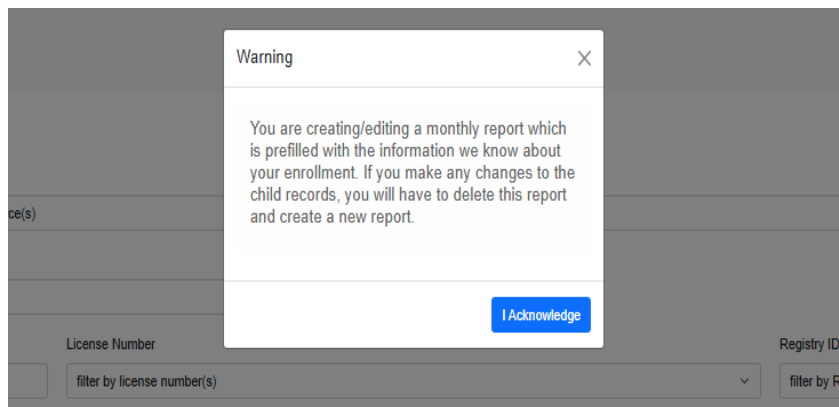 Warning
You are creating/editing a monthly report which
is prefilled with the information we know about
your enrollment. If you make any changes to the
child records, you will have to delete this report
and create a new report.
ce(s)
I Acknowledge
License Number
Registry ID
filter by license number(s)
filter by R